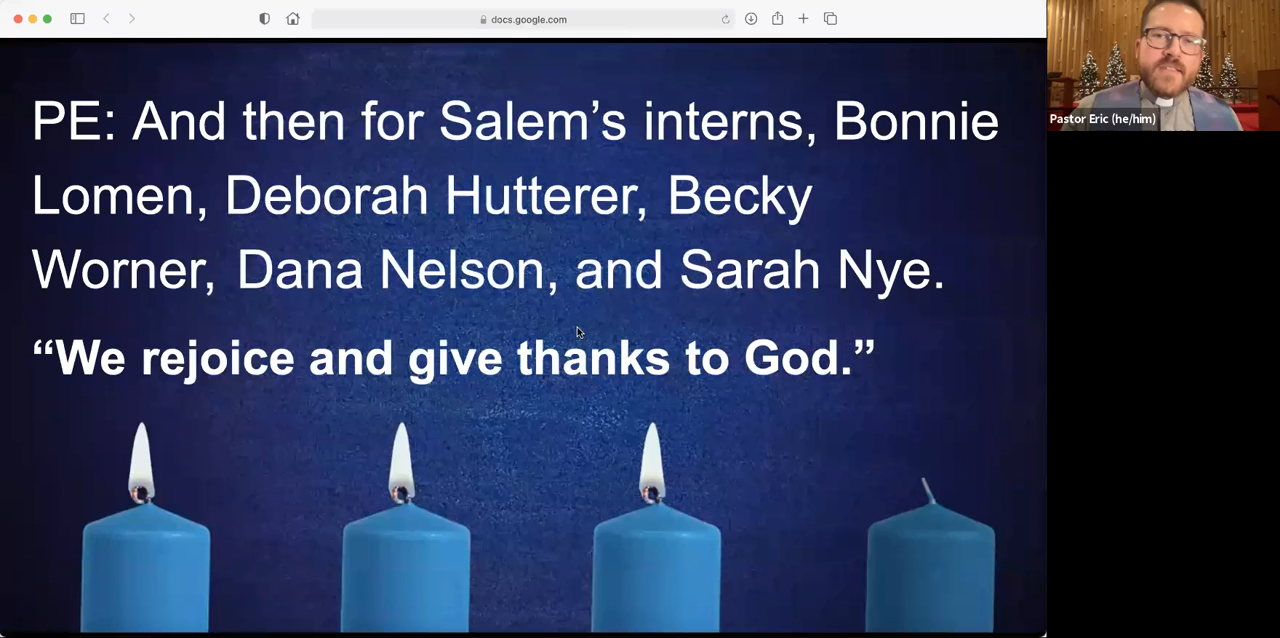 docs.google.com
PE: And then for Salem’s interns, Bonnie
Lomen, Deborah Hutterer, Becky
Worner, Dana Nelson, and Sarah Nye.
“We rejoice and give thanks to God.”
Pastor Eric (he/him)